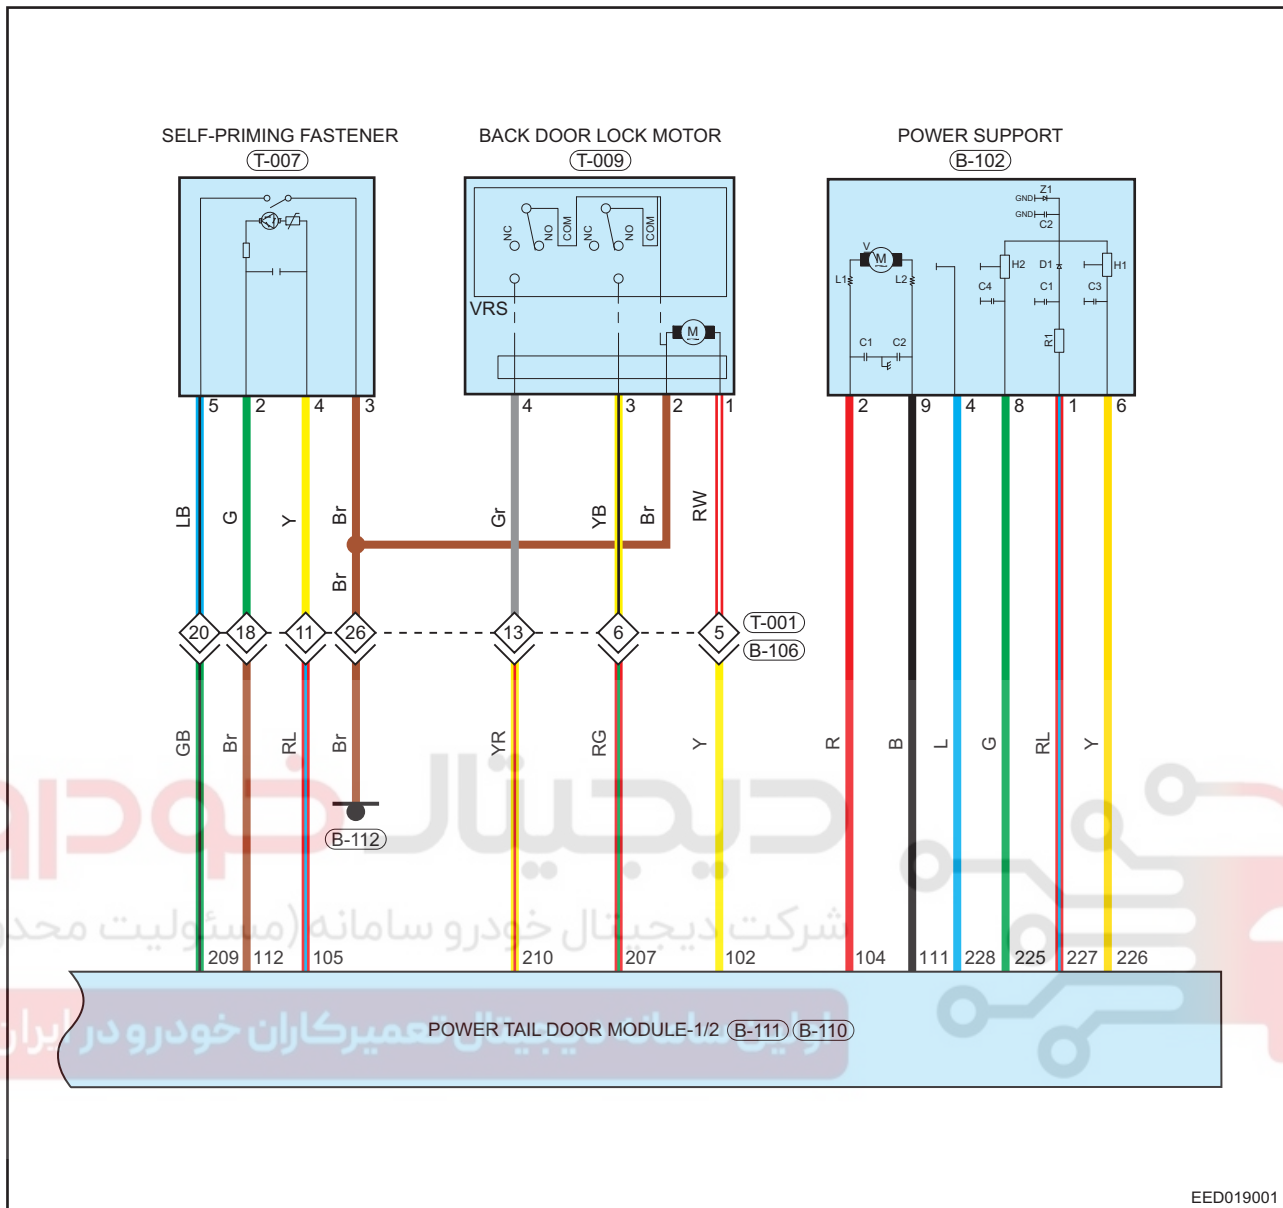 SELF-PRIMING FASTENER
T-007
BACK DOOR LOCK MOTOR
T-009
POWER SUPPORT
B-102
NC
NO
COM
NC
NO
COM
VRS
M
GND
Z1
GND
C2
V
M
L1
L2
C1
C2
H2
D1
H1
C4
C1
C3
R1
5 2 4 3
4 3 2 1
2 9 4 8 1 6
LB G Y Br
Gr YB Br RW
Br
20 18 11 26 13 6 5
T-001
B-106
GB Br RL Br YR RG Y
R B L G RL Y
B-112
دیجیتال خودرو
شرکت دیجیتال خودرو سامانه (مسئولیت محدو
209 112 105 210 207 102 104 111 228 225 227 226
اولین سامانه دیجیتال تعمیرکاران خودرو در ایران
POWER TAIL DOOR MODULE-1/2 B-111 B-110
EED019001